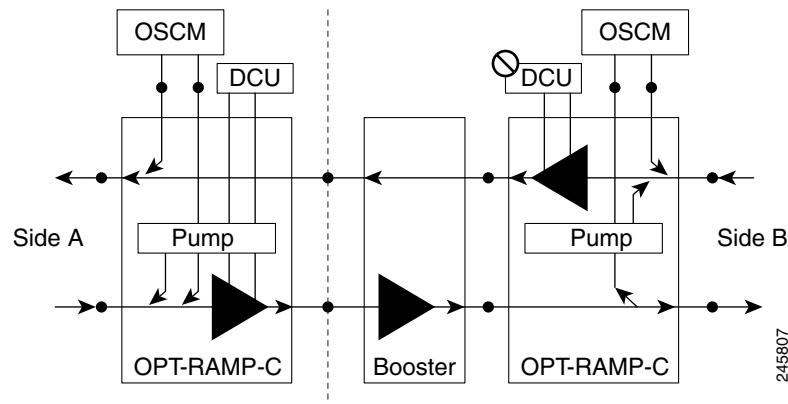 OSCM
OSCM
DCU
DCU
Side A
Pump
Pump
Side B
OPT-RAMP-C
Booster
OPT-RAMP-C
245807